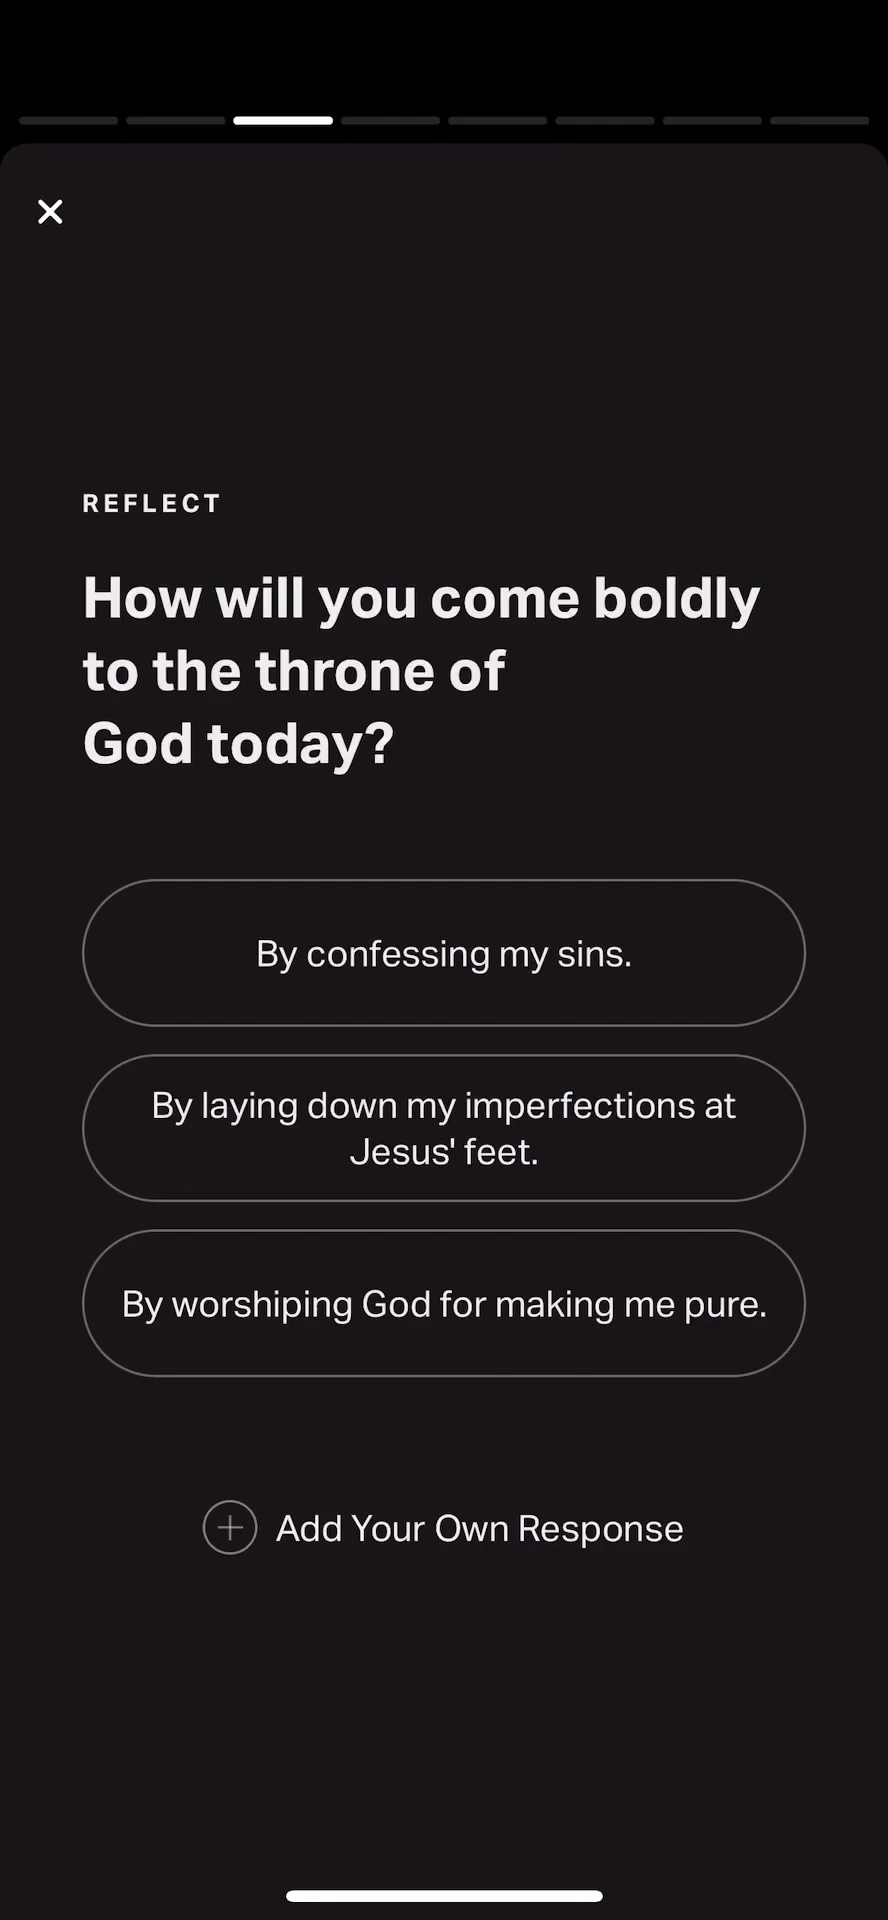 REFLECT
How will you come boldly
to the throne of
God today?
By confessing my sins.
By laying down my imperfections at
Jesus' feet.
By worshiping God for making me pure.
Add Your Own Response